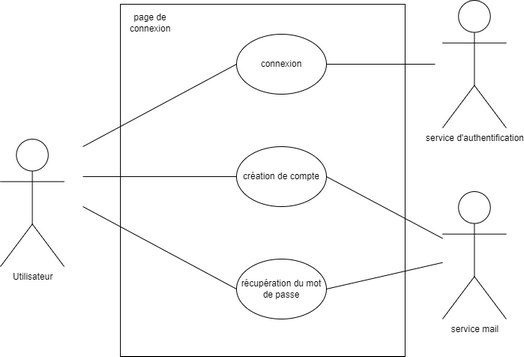 page de
connexion
connexion
service d'authentification
création de compte
récupération du mot
de passe
Utilisateur
service mail